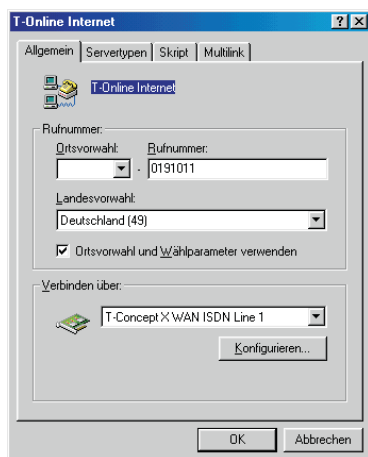 T-Online Internet
Allgemein Servertypen Skript Multilink
T-Online Internet
Rufnummer:
Ortsvorwahl: Rufnummer:
- 0191011
Landesvorwahl:
Deutschland (49)
Ortsvorwahl und Wählparameter verwenden
Verbinden über:
T-Concept X WAN ISDN Line 1
Konfigurieren...
OK Abbrechen